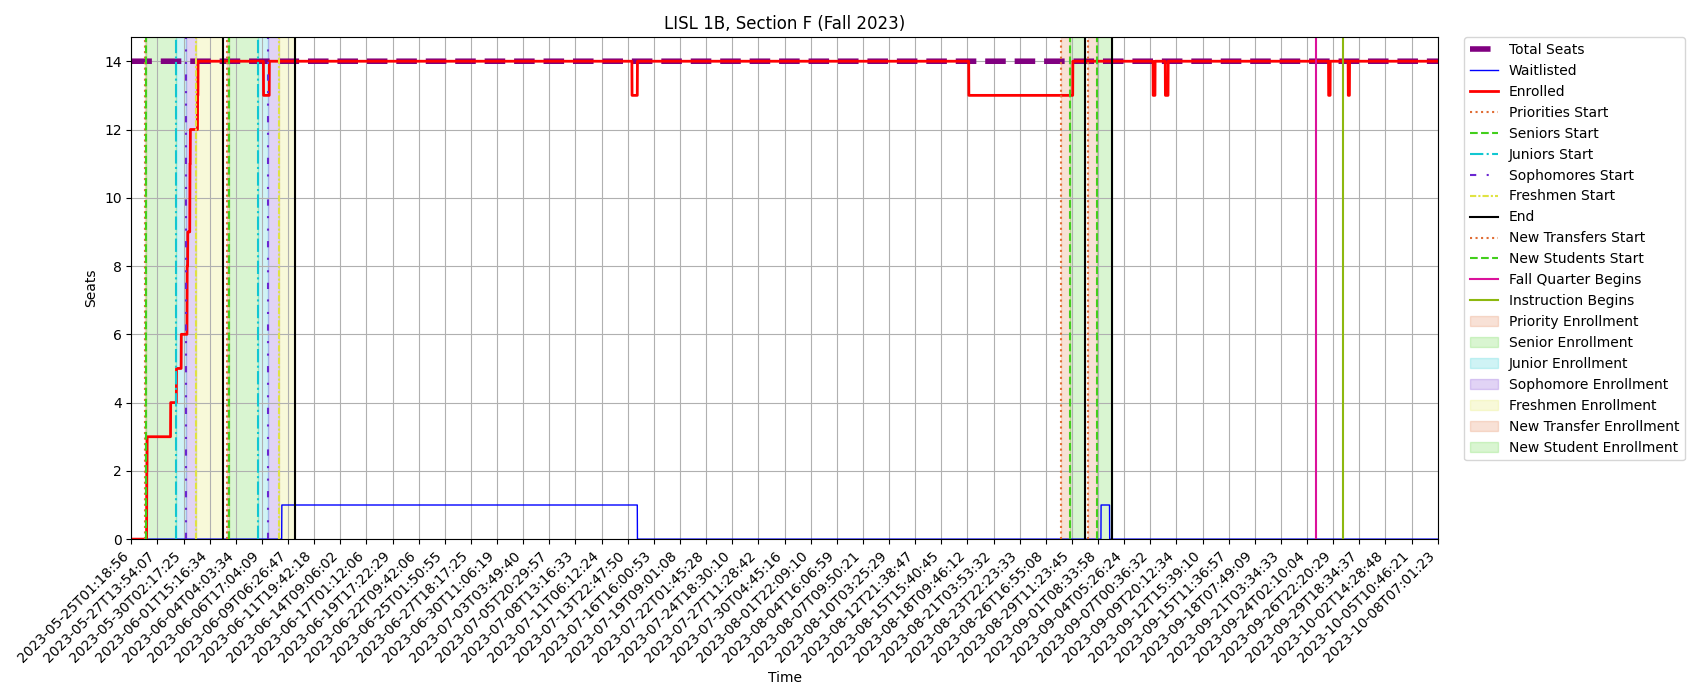 LISL 1B, Section F (Fall 2023)
Seats
14
12
10
8
6
4
2
0
2023-05-25T01:18:56
2023-05-27T13:54:07
2023-05-30T02:17:25
2023-06-01T15:16:34
2023-06-04T04:03:34
2023-06-06T17:04:09
2023-06-09T06:26:47
2023-06-11T19:42:18
2023-06-14T09:06:02
2023-06-17T01:12:06
2023-06-19T17:22:29
2023-06-22T09:42:06
2023-06-25T01:50:55
2023-06-27T18:17:25
2023-06-30T11:06:19
2023-07-03T03:49:40
2023-07-05T20:29:57
2023-07-08T13:16:33
2023-07-11T06:12:24
2023-07-13T22:47:50
2023-07-16T16:00:53
2023-07-19T09:01:08
2023-07-22T01:45:28
2023-07-24T18:30:10
2023-07-27T11:28:42
2023-07-30T04:45:16
2023-08-01T22:09:10
2023-08-04T16:06:59
2023-08-07T09:50:21
2023-08-10T03:25:29
2023-08-12T21:38:47
2023-08-15T15:40:45
2023-08-18T09:46:12
2023-08-21T03:53:32
2023-08-23T22:23:33
2023-08-26T16:55:08
2023-08-29T11:23:45
2023-09-01T08:33:58
2023-09-04T05:26:24
2023-09-07T00:36:32
2023-09-09T20:12:34
2023-09-12T15:39:10
2023-09-15T11:36:57
2023-09-18T07:49:09
2023-09-21T03:34:33
2023-09-24T02:10:04
2023-09-26T22:20:29
2023-09-29T18:34:37
2023-10-02T14:28:48
2023-10-05T10:46:21
2023-10-08T07:01:23
Time
Total Seats
Waitlisted
Enrolled
Priorities Start
Seniors Start
Juniors Start
Sophomores Start
Freshmen Start
End
New Transfers Start
New Students Start
Fall Quarter Begins
Instruction Begins
Priority Enrollment
Senior Enrollment
Junior Enrollment
Sophomore Enrollment
Freshmen Enrollment
New Transfer Enrollment
New Student Enrollment